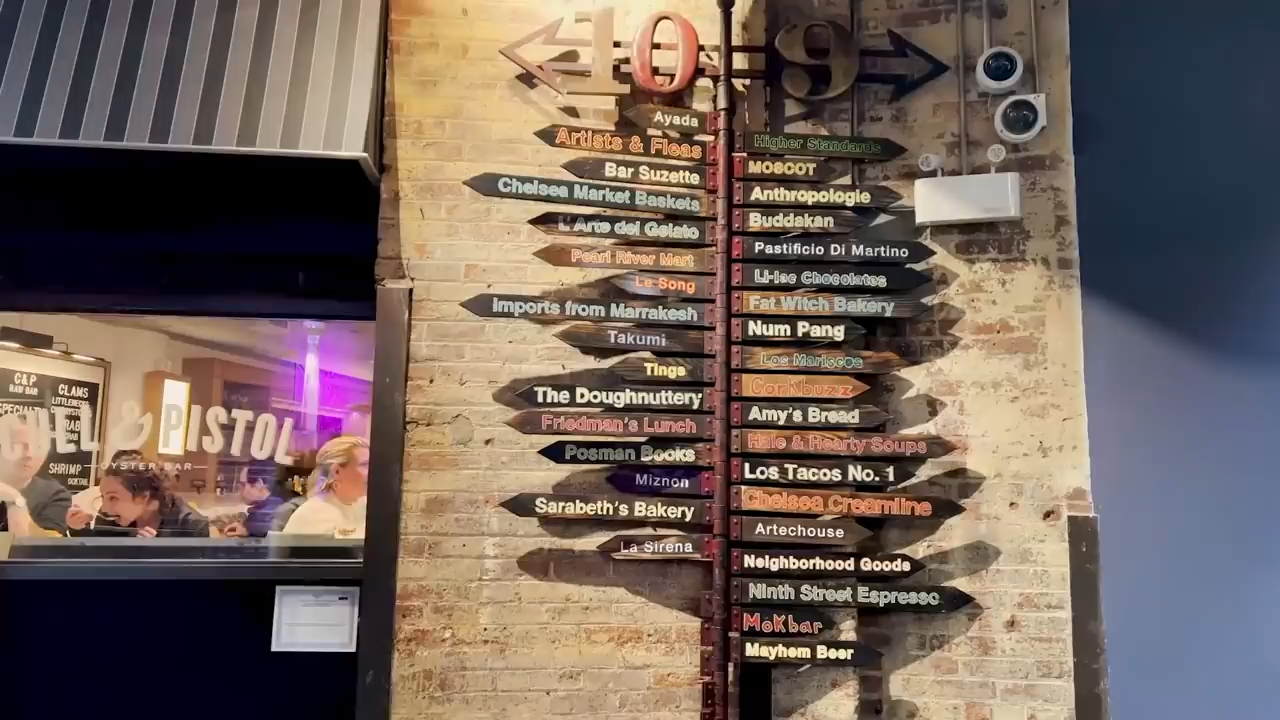 10 9
Ayada
Artists & Fleas
Bar Suzette
Chelsea Market Baskets
L'Arte del Gelato
Pearl River Mart
Le Song
Imports from Marrakesh
Takumi
Tings
The Doughnuttery
Friedman's Lunch
Posman Books
Miznon
Sarabeth's Bakery
La Sirena
Higher Standards
MOSCOT
Anthropologie
Buddakan
Pastificio Di Martino
Li-lac Chocolates
Fat Witch Bakery
Num Pang
Los Mariscos
Corkbuzz
Amy's Bread
Hale & Hearty Soups
Los Tacos No. 1
Chelsea Creamline
Artechouse
Neighborhood Goods
Ninth Street Espresso
Mokbar
Mayhem Beer
C&P
RAW BAR
CLAMS
SHRIMP
& PISTOL
OYSTER BAR